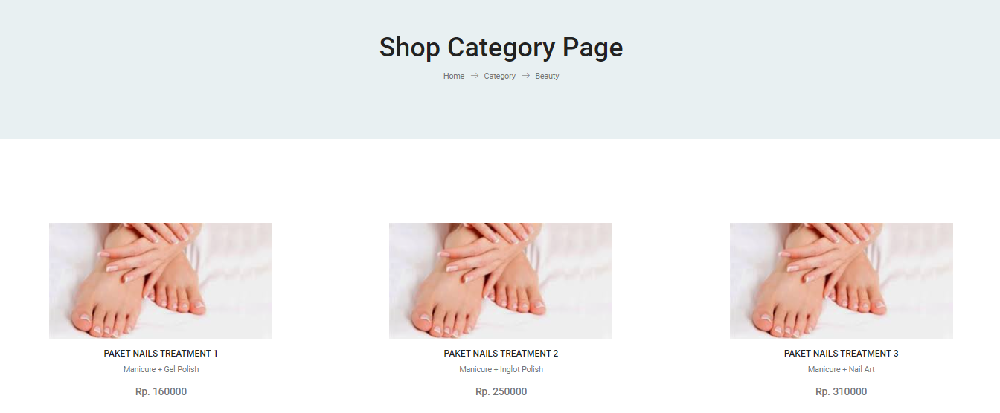 Shop Category Page
Home → Category → Beauty
PAKET NAILS TREATMENT 1
Manicure + Gel Polish
Rp. 160000
PAKET NAILS TREATMENT 2
Manicure + Inglot Polish
Rp. 250000
PAKET NAILS TREATMENT 3
Manicure + Nail Art
Rp. 310000